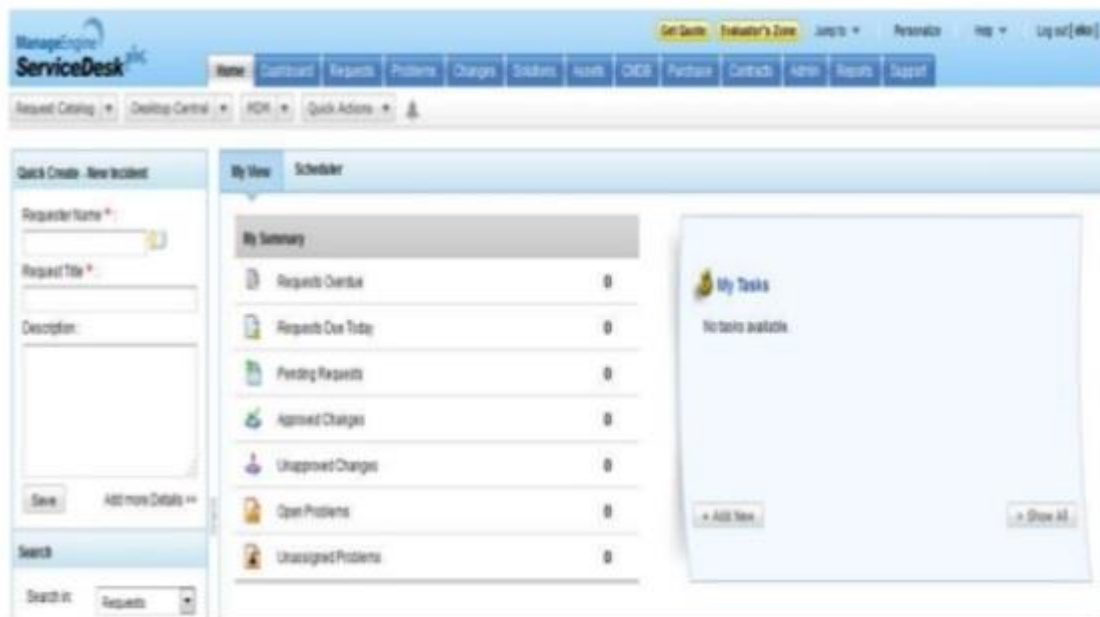 Get Quote Evaluator's Zone Jump to Personalize Help Log out
ManageEngine
ServiceDesk
Home Dashboard Requests Problems Changes Solutions Assets CMDB Purchase Contracts Admin Reports Support
Request Catalog Desktop Central MDM Quick Actions
Quick Create - New Incident
Requester Name * :
Request Title * :
Description :
Save Add more Details >>
Search
Search in: Requests
My View Scheduler
My Summary
Requests Overdue 0
Requests Due Today 0
Pending Requests 0
Approved Changes 0
Unapproved Changes 0
Open Problems 0
Unassigned Problems 0
My Tasks
No tasks available
+ Add New
» Show All